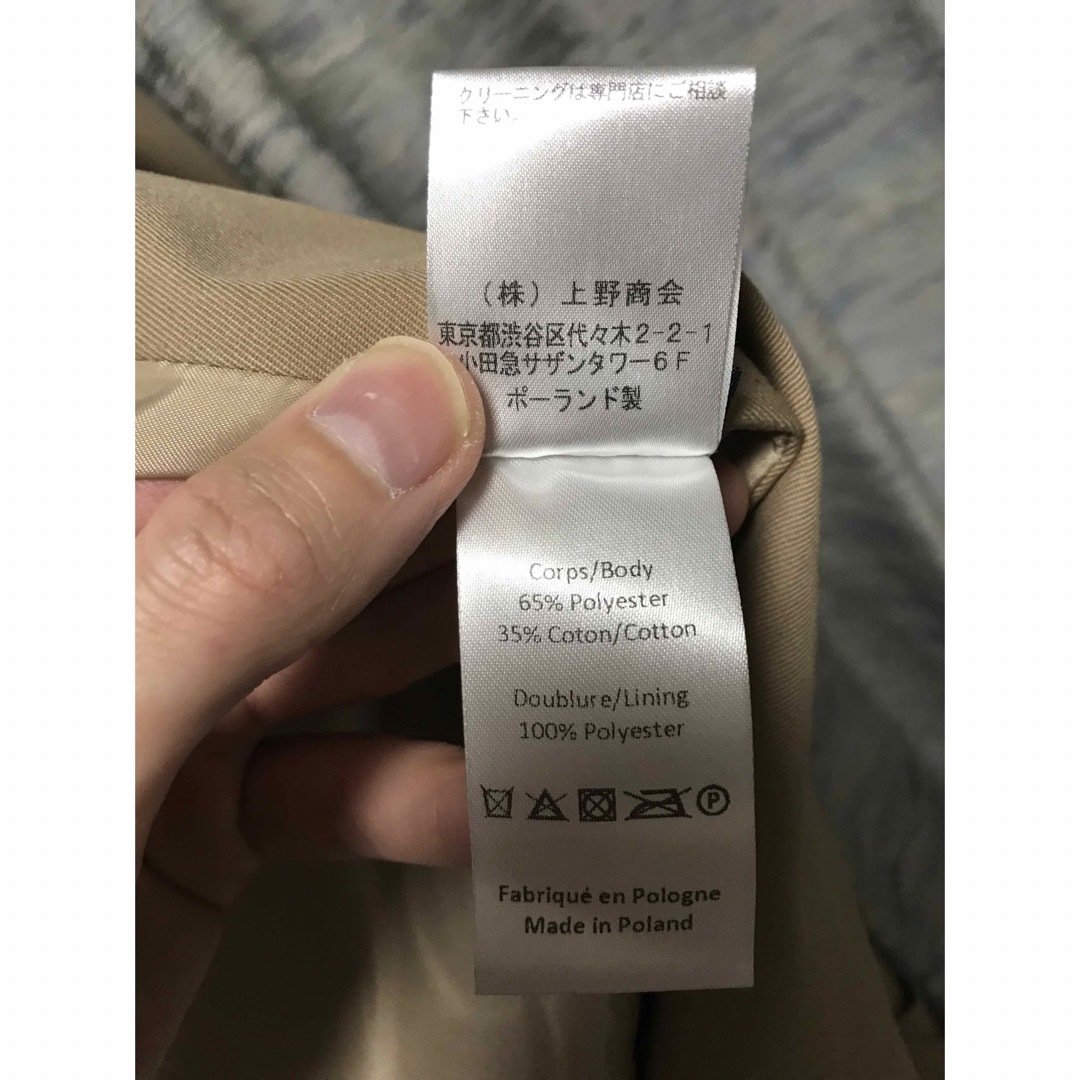 クリーニングは専門店にご相談
下さい。
（株）上野商会
東京都渋谷区代々木2-2-1
小田急サザンタワー6F
ポーランド製
Corps/Body
65% Polyester
35% Coton/Cotton
Doublure/Lining
100% Polyester
P
Fabriqué en Pologne
Made in Poland